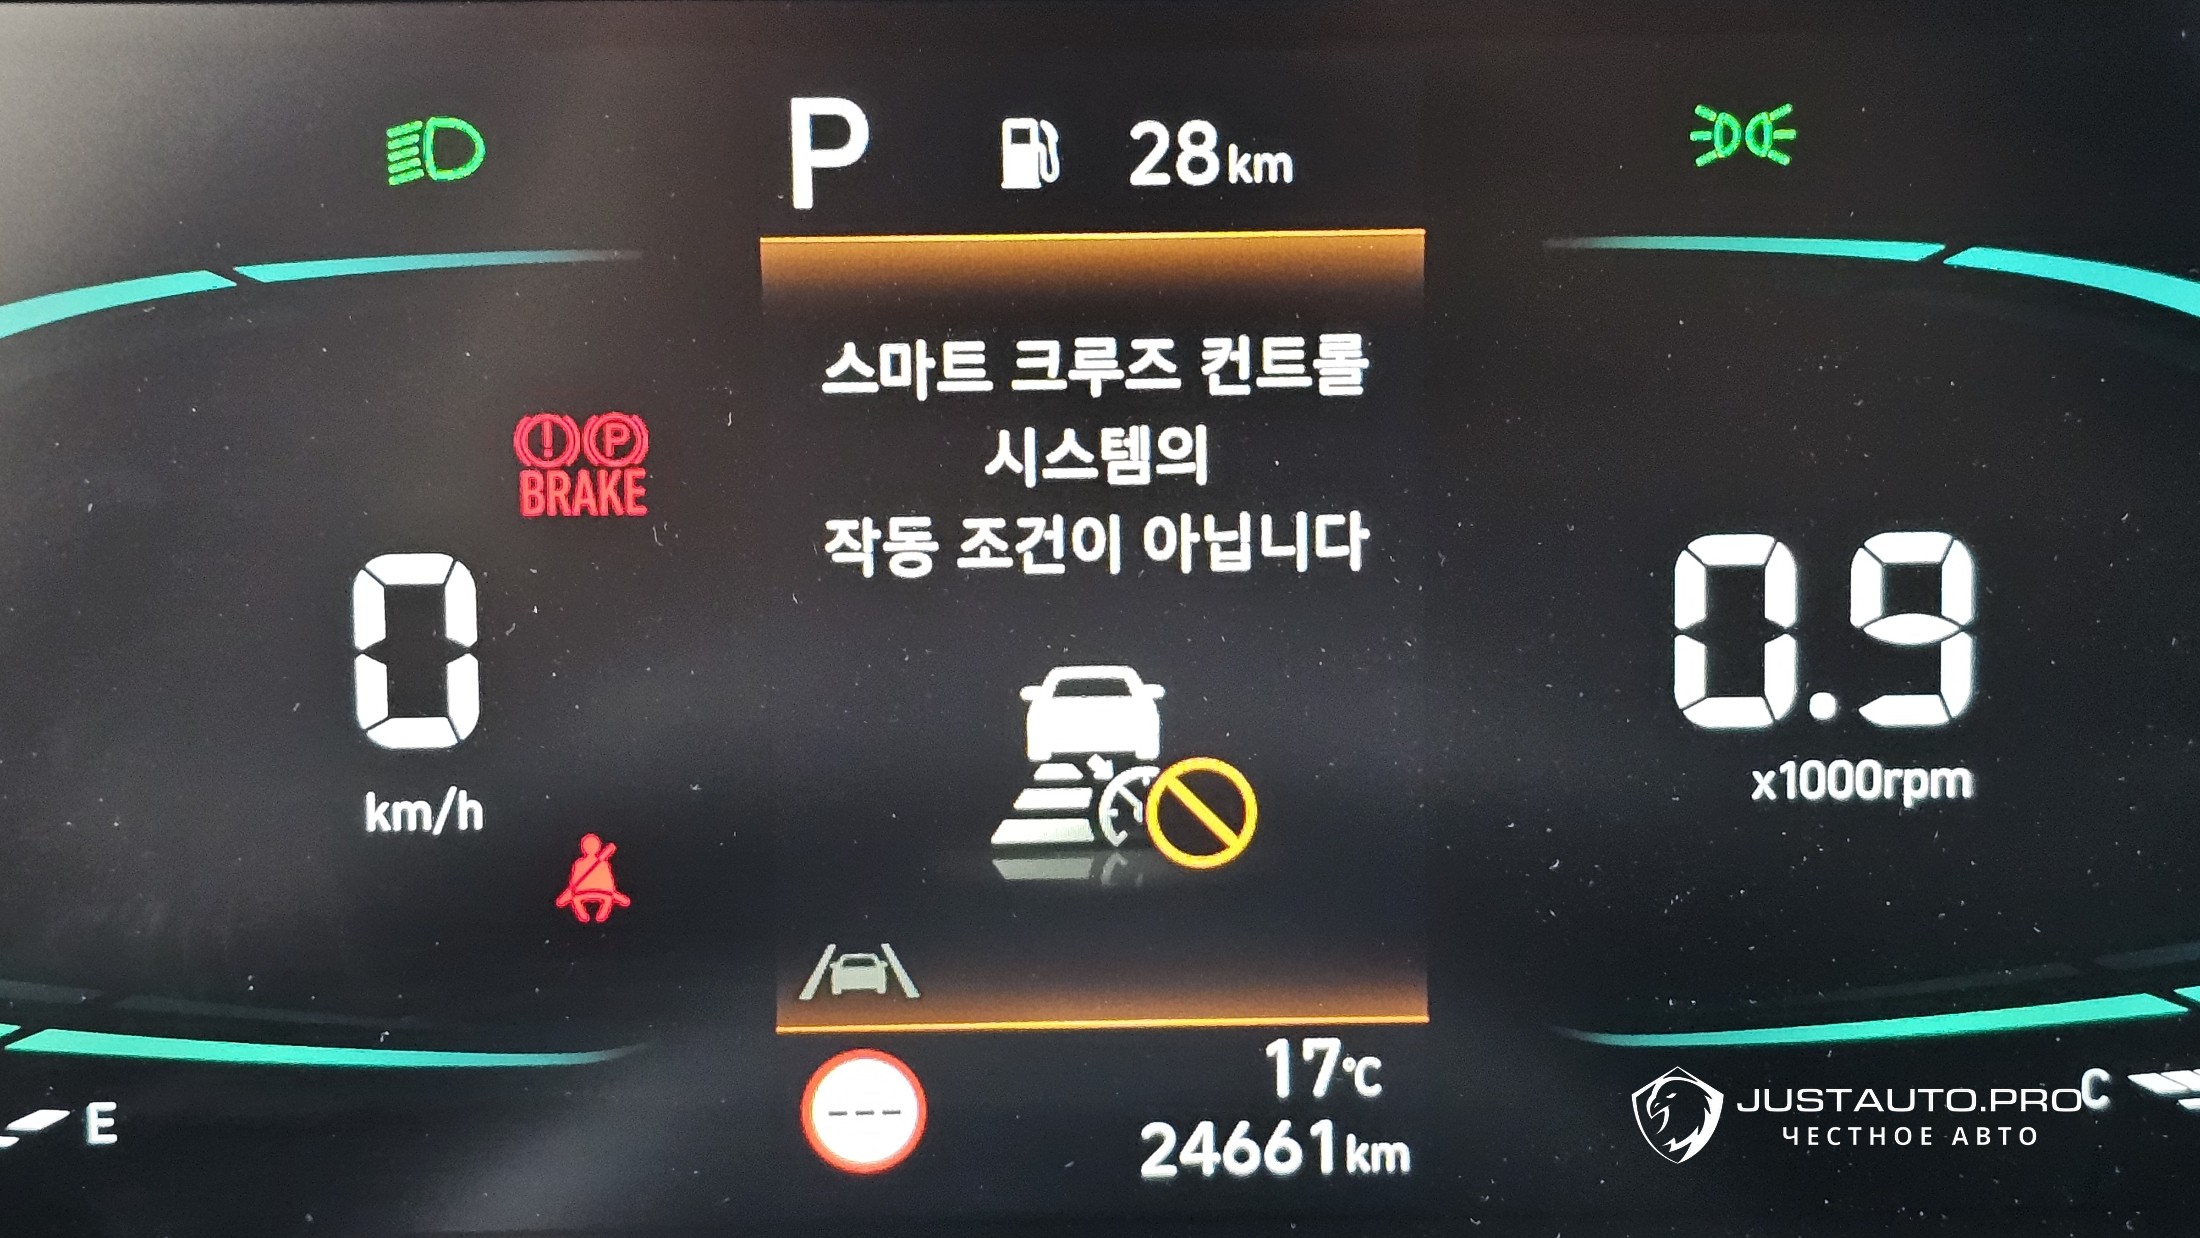 P 28km
스마트 크루즈 컨트롤
시스템의
작동 조건이 아닙니다
BRAKE
0
km/h
0.9
x1000rpm
---
17°C
24661km
E
C
JUSTAUTO.PRO
ЧЕСТНОЕ АВТО